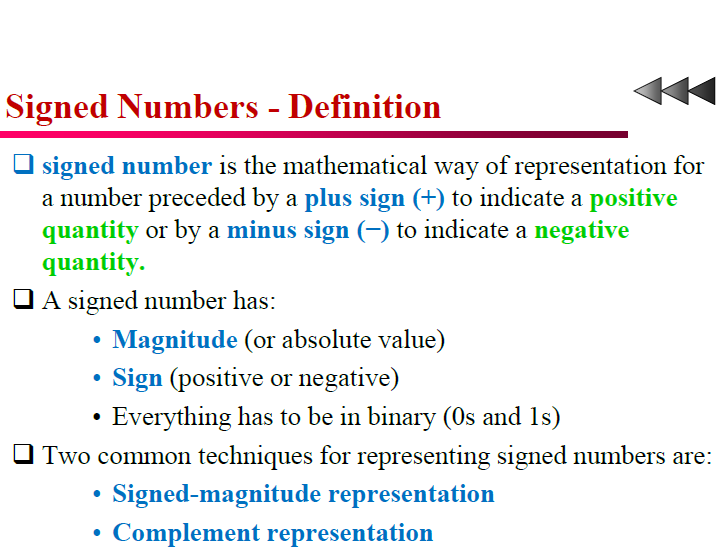 Signed Numbers - Definition
❑ signed number is the mathematical way of representation for
a number preceded by a plus sign (+) to indicate a positive
quantity or by a minus sign (−) to indicate a negative
quantity.
❑ A signed number has:
• Magnitude (or absolute value)
• Sign (positive or negative)
• Everything has to be in binary (0s and 1s)
❑ Two common techniques for representing signed numbers are:
• Signed-magnitude representation
• Complement representation